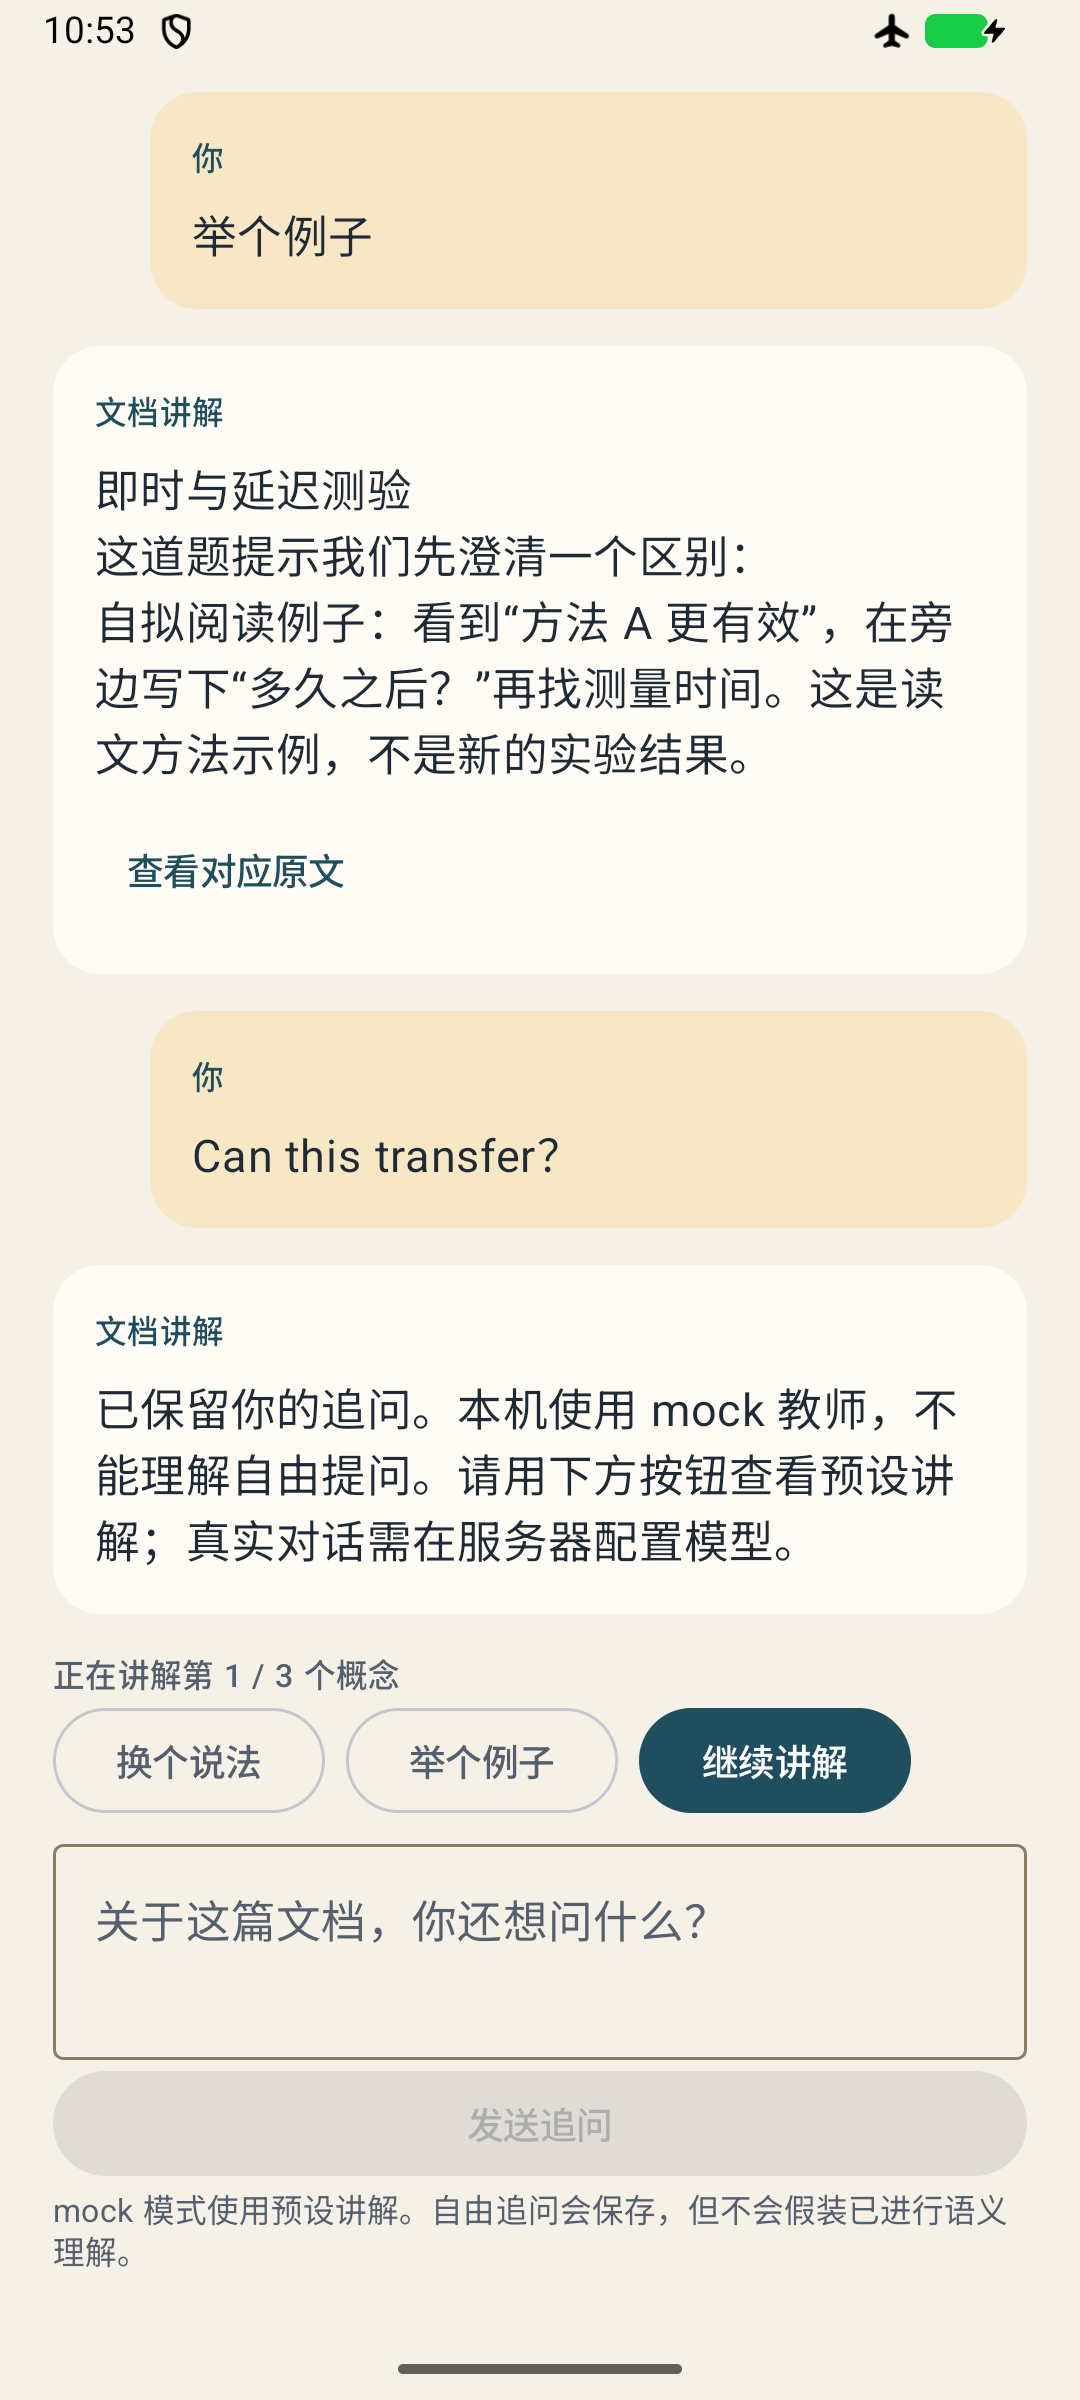 10:53
你
举个例子
文档讲解
即时与延迟测验
这道题提示我们先澄清一个区别：
自拟阅读例子：看到“方法 A 更有效”，在旁
边写下“多久之后？”再找测量时间。这是读
文方法示例，不是新的实验结果。
查看对应原文
你
Can this transfer?
文档讲解
已保留你的追问。本机使用 mock 教师，不
能理解自由提问。请用下方按钮查看预设讲
解；真实对话需在服务器配置模型。
正在讲解第 1 / 3 个概念
换个说法 举个例子 继续讲解
关于这篇文档，你还想问什么？
发送追问
mock 模式使用预设讲解。自由追问会保存，但不会假装已进行语义
理解。